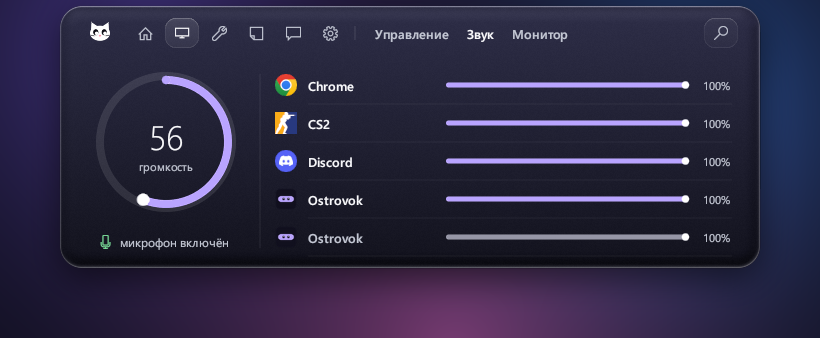 Управление Звук Монитор
56
громкость
микрофон включён
Chrome 100%
CS2 100%
Discord 100%
Ostrovok 100%
Ostrovok 100%